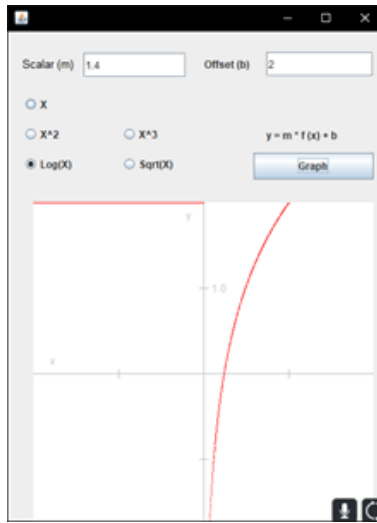 Scalar (m) 1.4 Offset (b) 2
X
X^2 X^3 y = m * f (x) + b
Log(X) Sqrt(X) Graph
Y
1.0
x